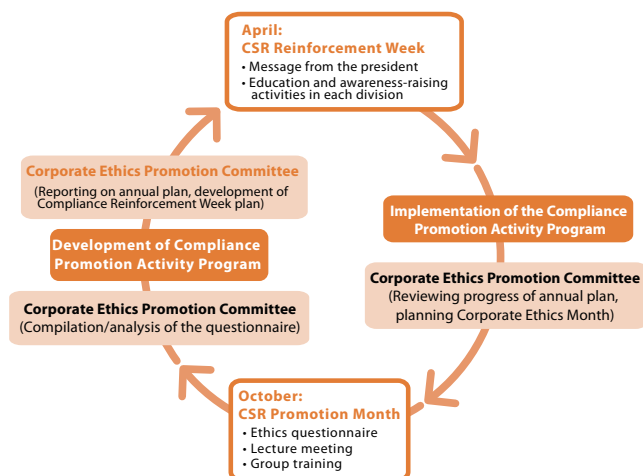 April:
CSR Reinforcement Week
• Message from the president
• Education and awareness-raising
activities in each division
Implementation of the Compliance
Promotion Activity Program
Corporate Ethics Promotion Committee
(Reviewing progress of annual plan,
planning Corporate Ethics Month)
October:
CSR Promotion Month
• Ethics questionnaire
• Lecture meeting
• Group training
Corporate Ethics Promotion Committee
(Compilation/analysis of the questionnaire)
Development of Compliance
Promotion Activity Program
Corporate Ethics Promotion Committee
(Reporting on annual plan, development of
Compliance Reinforcement Week plan)